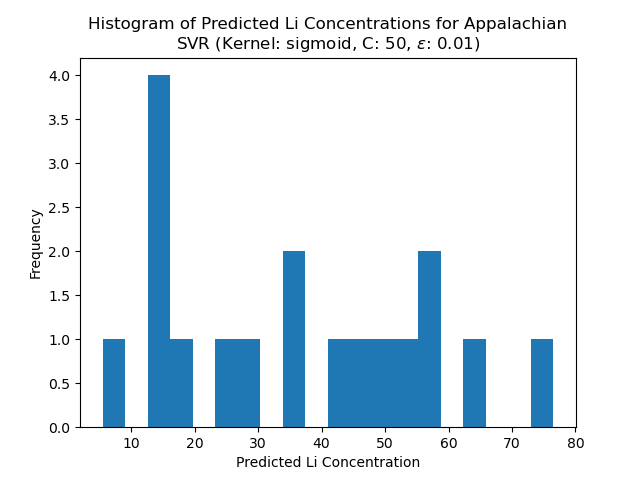 Histogram of Predicted Li Concentrations for Appalachian
SVR (Kernel: sigmoid, C: 50, ε: 0.01)
4.0
3.5
3.0
2.5
2.0
1.5
1.0
0.5
0.0
Frequency
10 20 30 40 50 60 70 80
Predicted Li Concentration